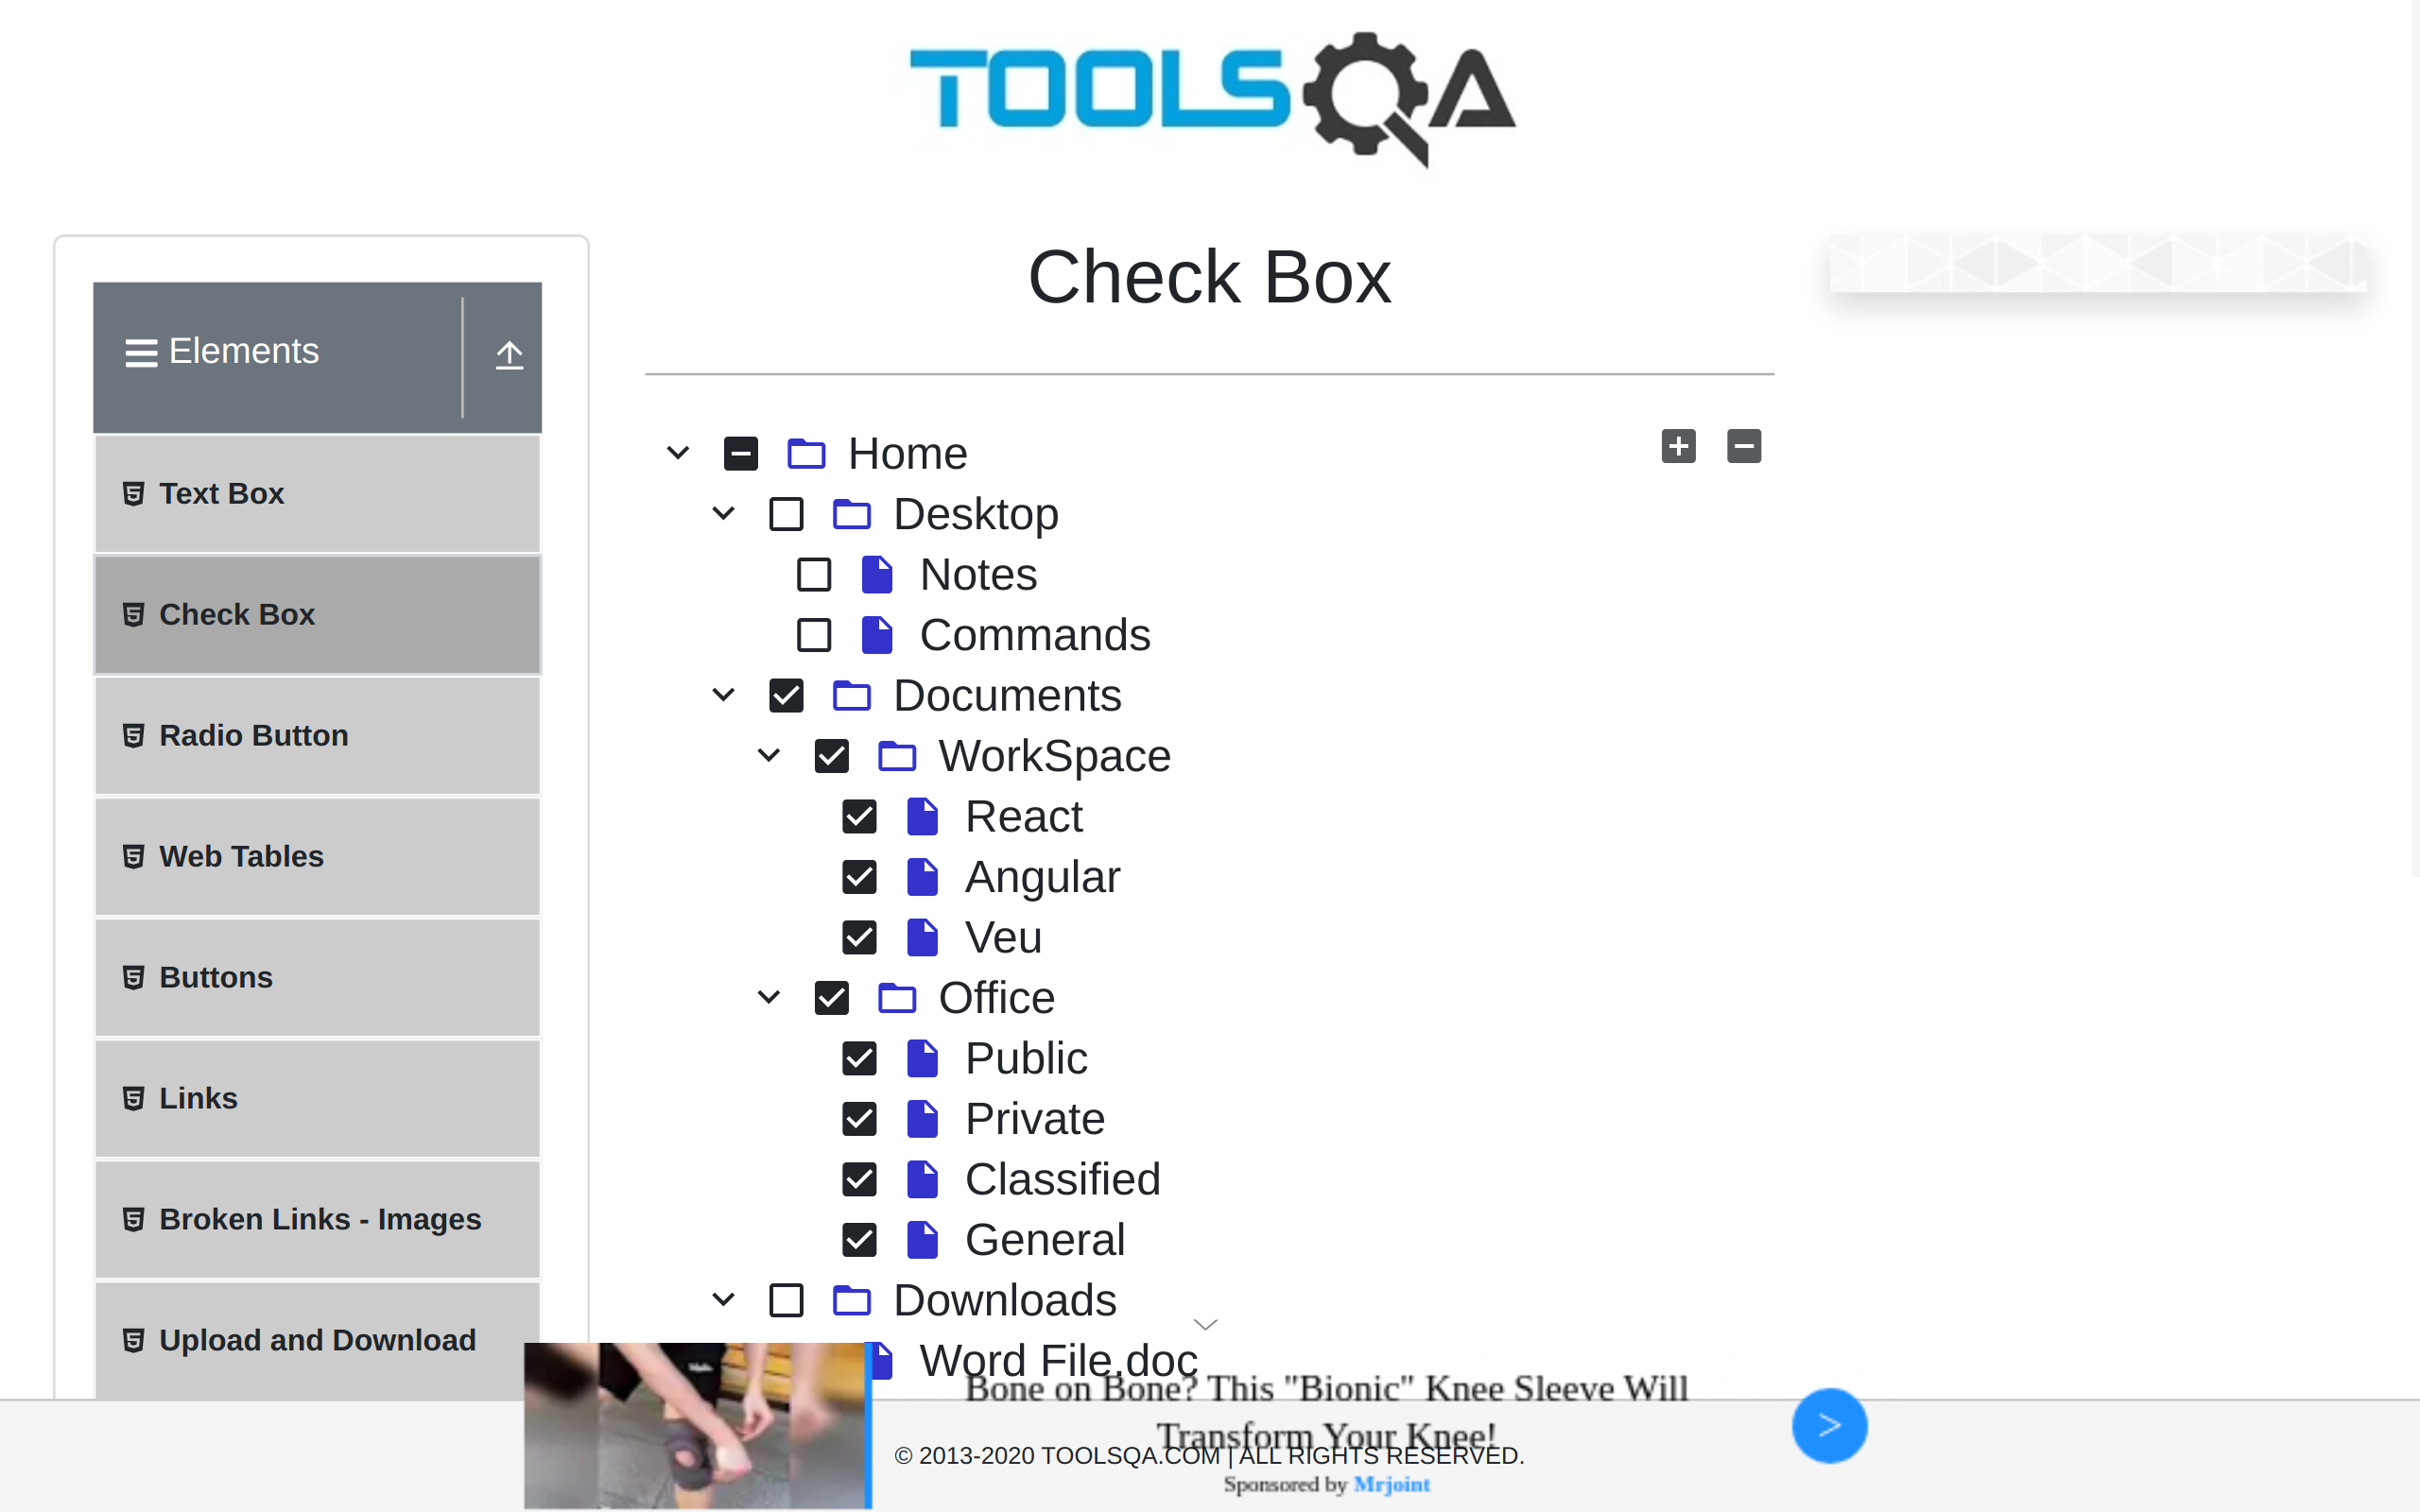 TOOLSQA
Check Box
Elements
Text Box
Check Box
Radio Button
Web Tables
Buttons
Links
Broken Links - Images
Upload and Download
Home
Desktop
Notes
Commands
Documents
WorkSpace
React
Angular
Veu
Office
Public
Private
Classified
General
Downloads
Word File.doc
Bone on Bone? This "Bionic" Knee Sleeve Will
Transform Your Knee!
© 2013-2020 TOOLSQA.COM | ALL RIGHTS RESERVED.
Sponsored by Mrjoint